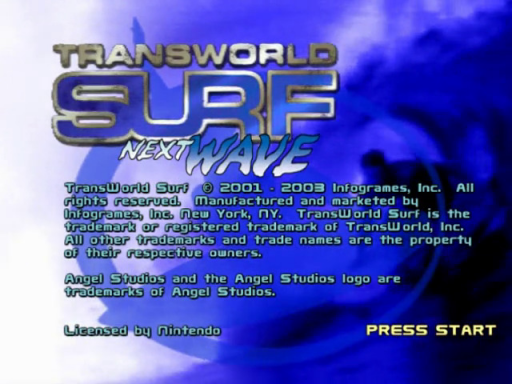 TRANSWORLD
SURF
NEXT WAVE
TransWorld Surf © 2001 - 2003 Infogrames, Inc. All
rights reserved. Manufactured and marketed by
Infogrames, Inc. New York, NY. TransWorld Surf is the
trademark or registered trademark of TransWorld, Inc.
All other trademarks and trade names are the property
of their respective owners.
Angel Studios and the Angel Studios logo are
trademarks of Angel Studios.
Licensed by Nintendo
PRESS START